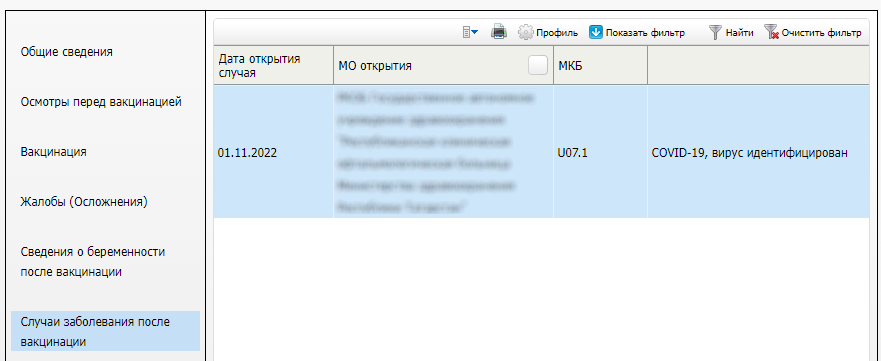 Общие сведения
Осмотры перед вакцинацией
Вакцинация
Жалобы (Осложнения)
Сведения о беременности
после вакцинации
Случаи заболевания после
вакцинации
Профиль
Показать фильтр
Найти
Очистить фильтр
Дата открытия
случая
МО открытия
МКБ
01.11.2022
U07.1
COVID-19, вирус идентифицирован